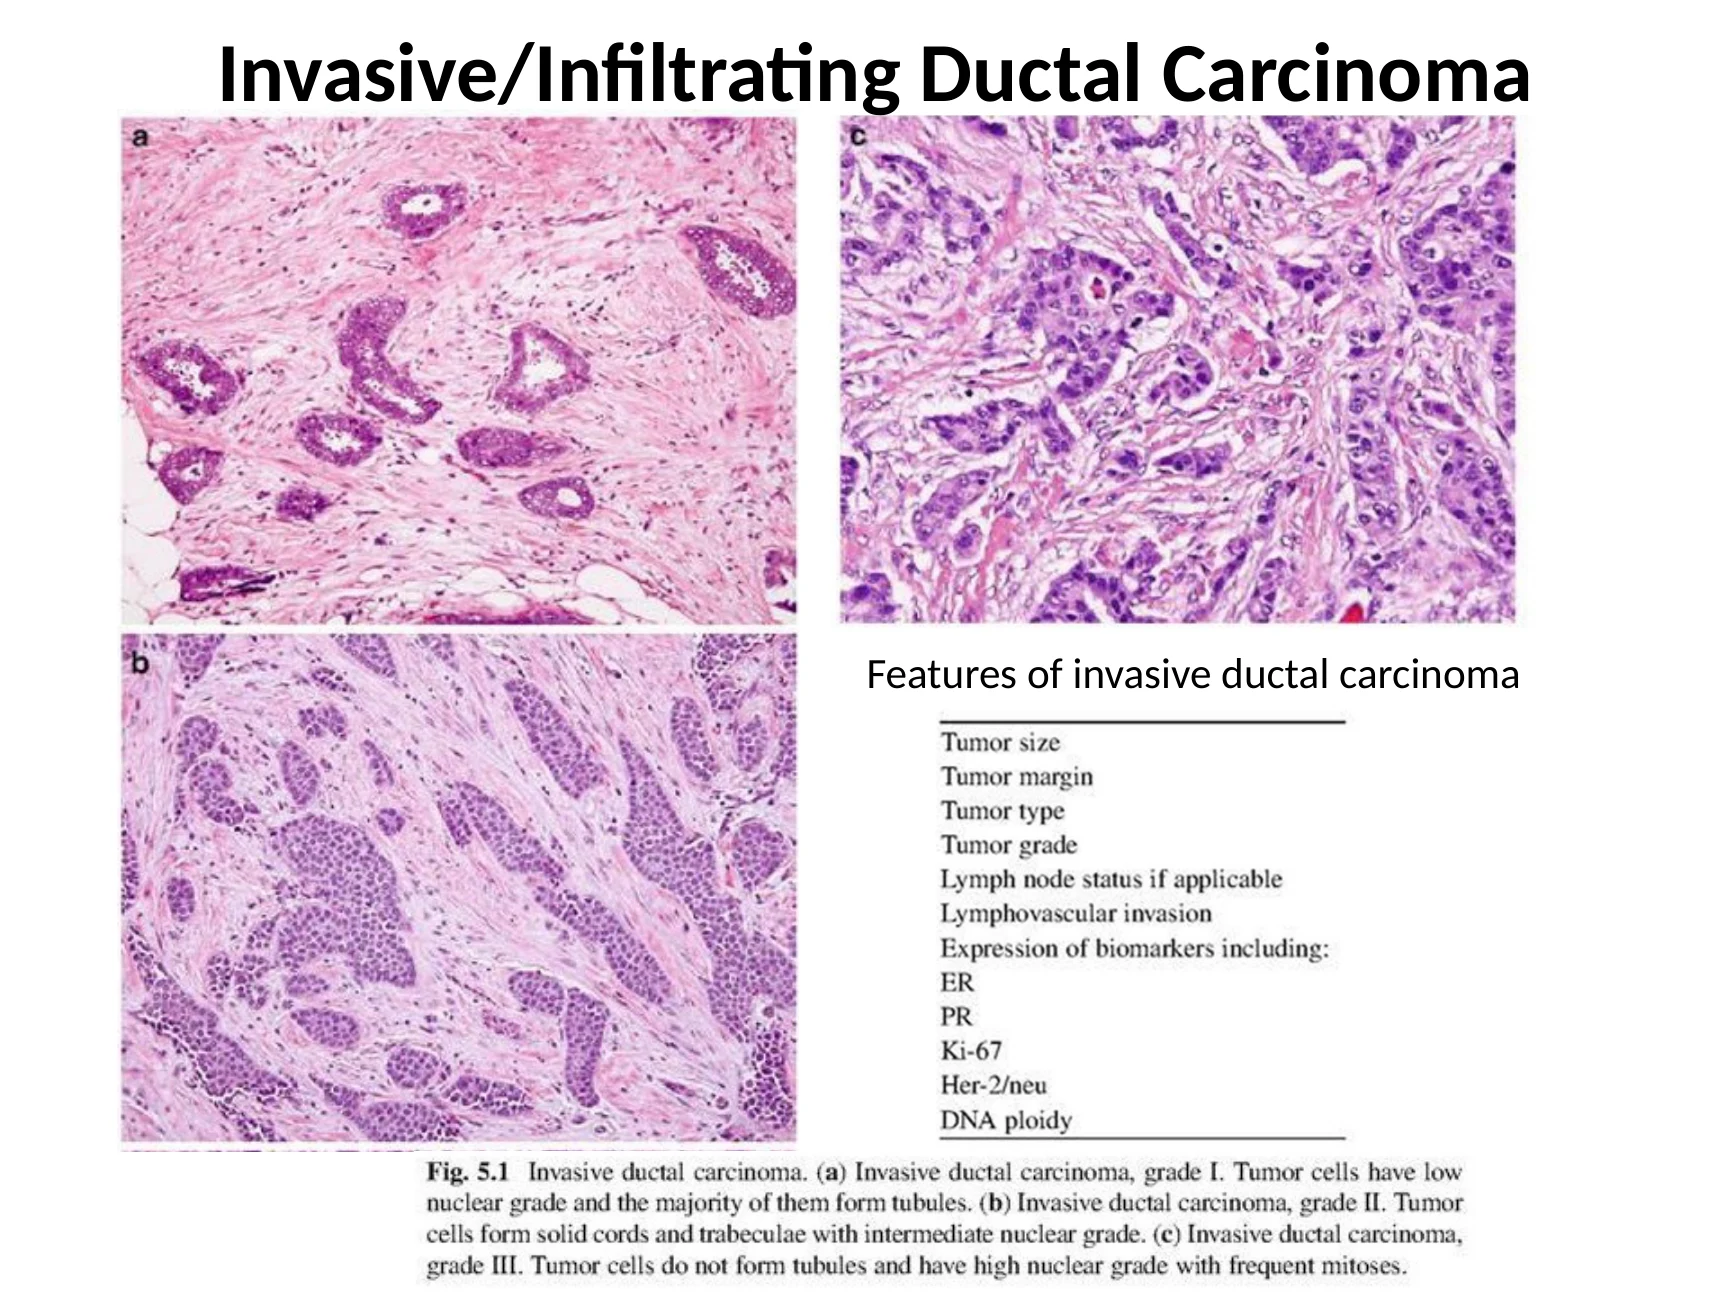 Invasive/Infiltrating Ductal Carcinoma
a
c
b
Features of invasive ductal carcinoma
Tumor size
Tumor margin
Tumor type
Tumor grade
Lymph node status if applicable
Lymphovascular invasion
Expression of biomarkers including:
ER
PR
Ki-67
Her-2/neu
DNA ploidy
Fig. 5.1 Invasive ductal carcinoma. (a) Invasive ductal carcinoma, grade I. Tumor cells have low
nuclear grade and the majority of them form tubules. (b) Invasive ductal carcinoma, grade II. Tumor
cells form solid cords and trabeculae with intermediate nuclear grade. (c) Invasive ductal carcinoma,
grade III. Tumor cells do not form tubules and have high nuclear grade with frequent mitoses.